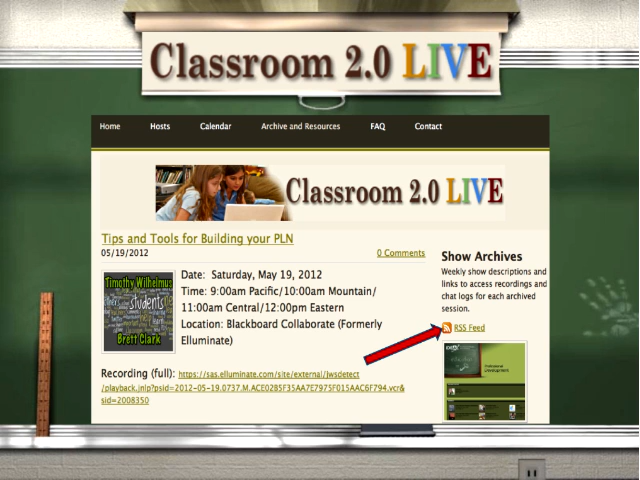 Classroom 2.0 LIVE
Home Hosts Calendar Archive and Resources FAQ Contact
Classroom 2.0 LIVE
Tips and Tools for Building your PLN
05/19/2012 0 Comments
Timothy Wilhelmus
students
Brett Clark
Date: Saturday, May 19, 2012
Time: 9:00am Pacific/10:00am Mountain/
11:00am Central/12:00pm Eastern
Location: Blackboard Collaborate (Formerly
Elluminate)
Recording (full): https://sas.elluminate.com/site/external/jwsdetect
/playback.jnlp?psid=2012-05-19.0737.M.ACE02B5F35AA7E7975F015AAC6F794.vcr&
sid=2008350
Show Archives
Weekly show descriptions and
links to access recordings and
chat logs for each archived
session.
RSS Feed
Professional
Development